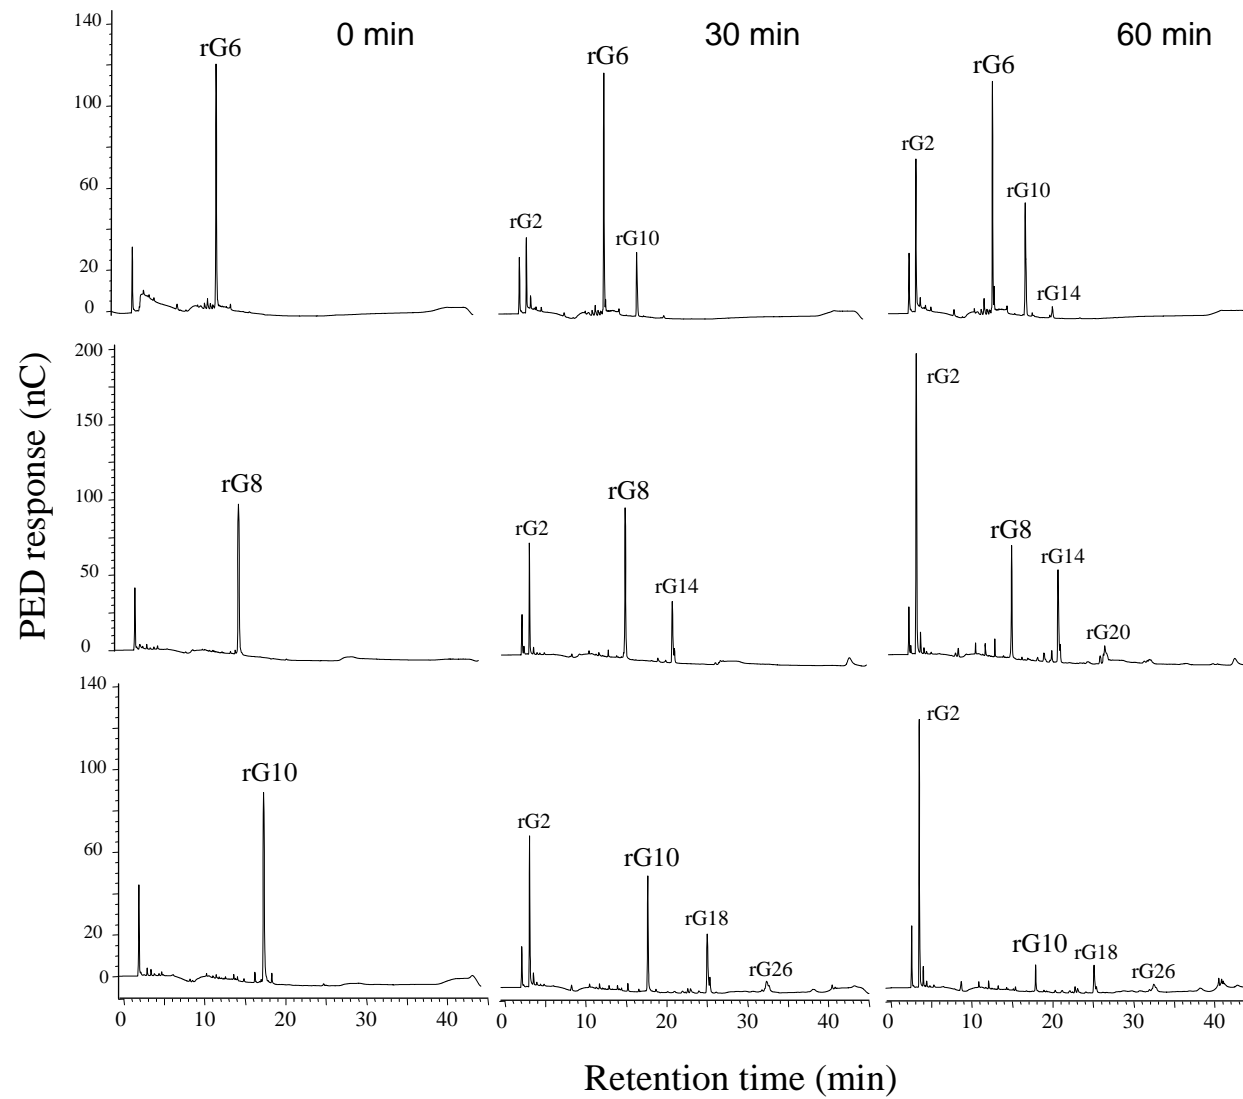 0 min 30 min 60 min
140
100
60
20
0
rG6
rG2 rG6 rG10
rG2 rG6 rG10 rG14
PED response (nC)
200
150
100
50
0
rG8
rG2 rG8 rG14
rG2 rG8 rG14 rG20
140
100
60
20
0
rG10
rG2 rG10 rG18 rG26
rG2 rG10 rG18 rG26
0 10 20 30 40 0 10 20 30 40 0 10 20 30 40
Retention time (min)